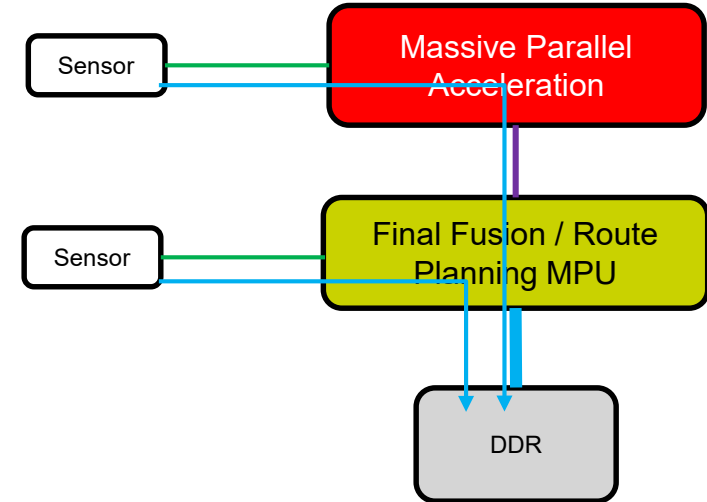 Sensor
Massive Parallel
Acceleration
Sensor
Final Fusion / Route
Planning MPU
DDR